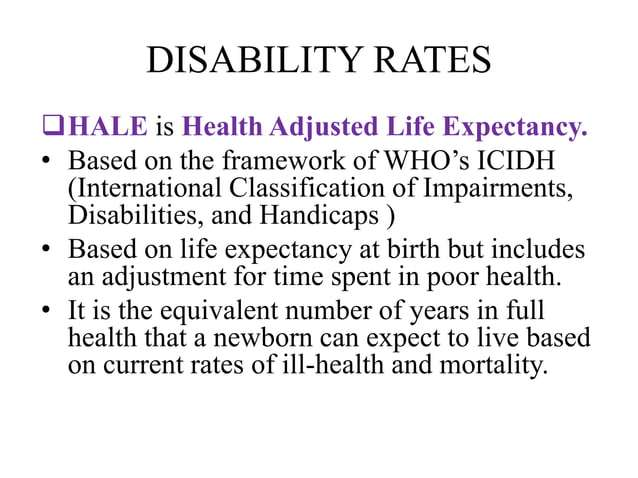 DISABILITY RATES
❑HALE is Health Adjusted Life Expectancy.
• Based on the framework of WHO’s ICIDH
(International Classification of Impairments,
Disabilities, and Handicaps )
• Based on life expectancy at birth but includes
an adjustment for time spent in poor health.
• It is the equivalent number of years in full
health that a newborn can expect to live based
on current rates of ill-health and mortality.